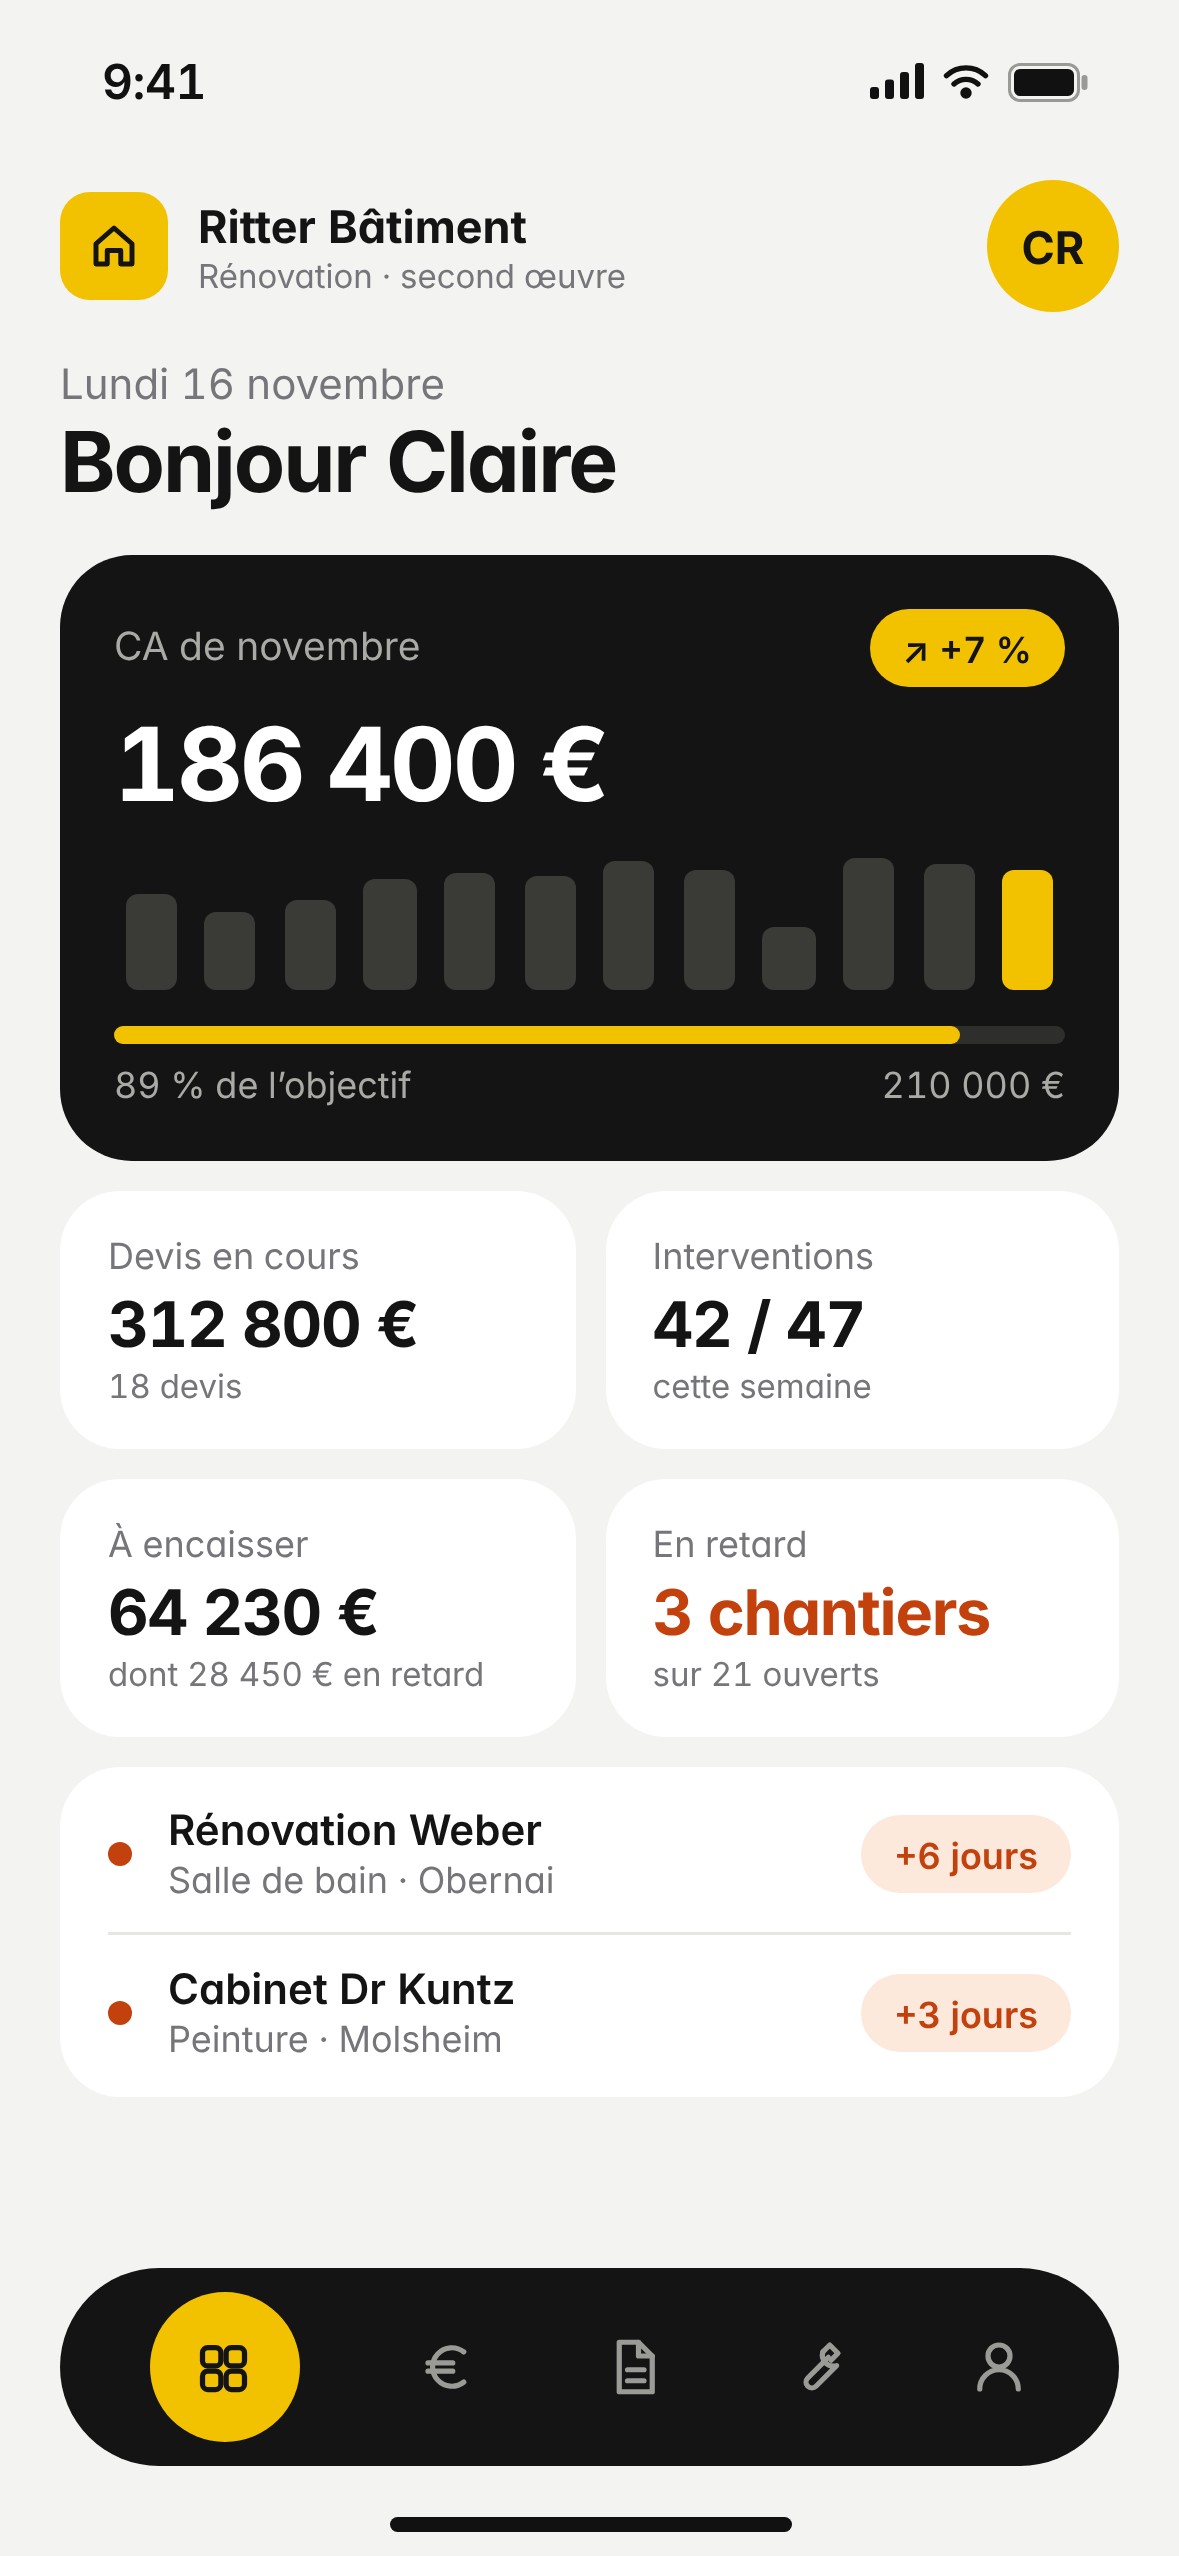 9:41
Ritter Bâtiment
Rénovation · second œuvre
CR
Lundi 16 novembre
Bonjour Claire
CA de novembre
↗ +7 %
186 400 €
89 % de l’objectif
210 000 €
Devis en cours
312 800 €
18 devis
Interventions
42 / 47
cette semaine
À encaisser
64 230 €
dont 28 450 € en retard
En retard
3 chantiers
sur 21 ouverts
Rénovation Weber
Salle de bain · Obernai
+6 jours
Cabinet Dr Kuntz
Peinture · Molsheim
+3 jours
€